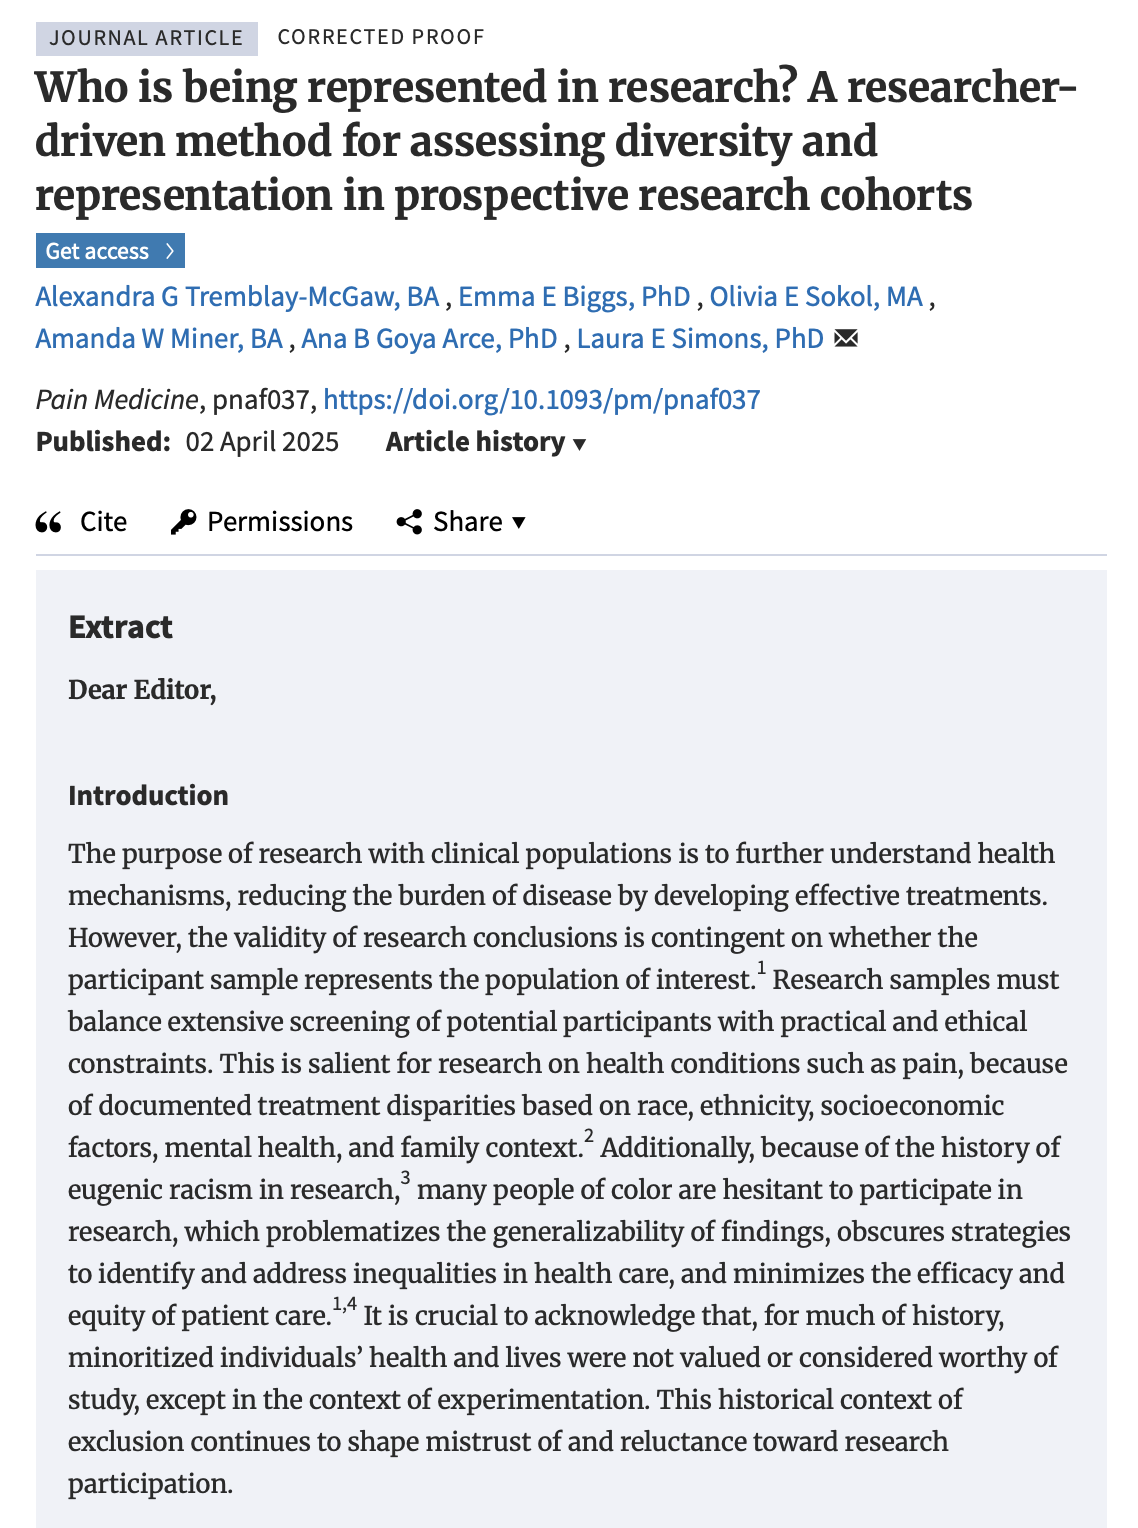 JOURNAL ARTICLE CORRECTED PROOF
Who is being represented in research? A researcher-
driven method for assessing diversity and
representation in prospective research cohorts
Get access >
Alexandra G Tremblay-McGaw, BA , Emma E Biggs, PhD , Olivia E Sokol, MA ,
Amanda W Miner, BA , Ana B Goya Arce, PhD , Laura E Simons, PhD
Pain Medicine, pnaf037, https://doi.org/10.1093/pm/pnaf037
Published: 02 April 2025 Article history ▾
Cite Permissions Share ▾
Extract
Dear Editor,
Introduction
The purpose of research with clinical populations is to further understand health
mechanisms, reducing the burden of disease by developing effective treatments.
However, the validity of research conclusions is contingent on whether the
participant sample represents the population of interest.1 Research samples must
balance extensive screening of potential participants with practical and ethical
constraints. This is salient for research on health conditions such as pain, because
of documented treatment disparities based on race, ethnicity, socioeconomic
factors, mental health, and family context.2 Additionally, because of the history of
eugenic racism in research,3 many people of color are hesitant to participate in
research, which problematizes the generalizability of findings, obscures strategies
to identify and address inequalities in health care, and minimizes the efficacy and
equity of patient care.1,4 It is crucial to acknowledge that, for much of history,
minoritized individuals’ health and lives were not valued or considered worthy of
study, except in the context of experimentation. This historical context of
exclusion continues to shape mistrust of and reluctance toward research
participation.